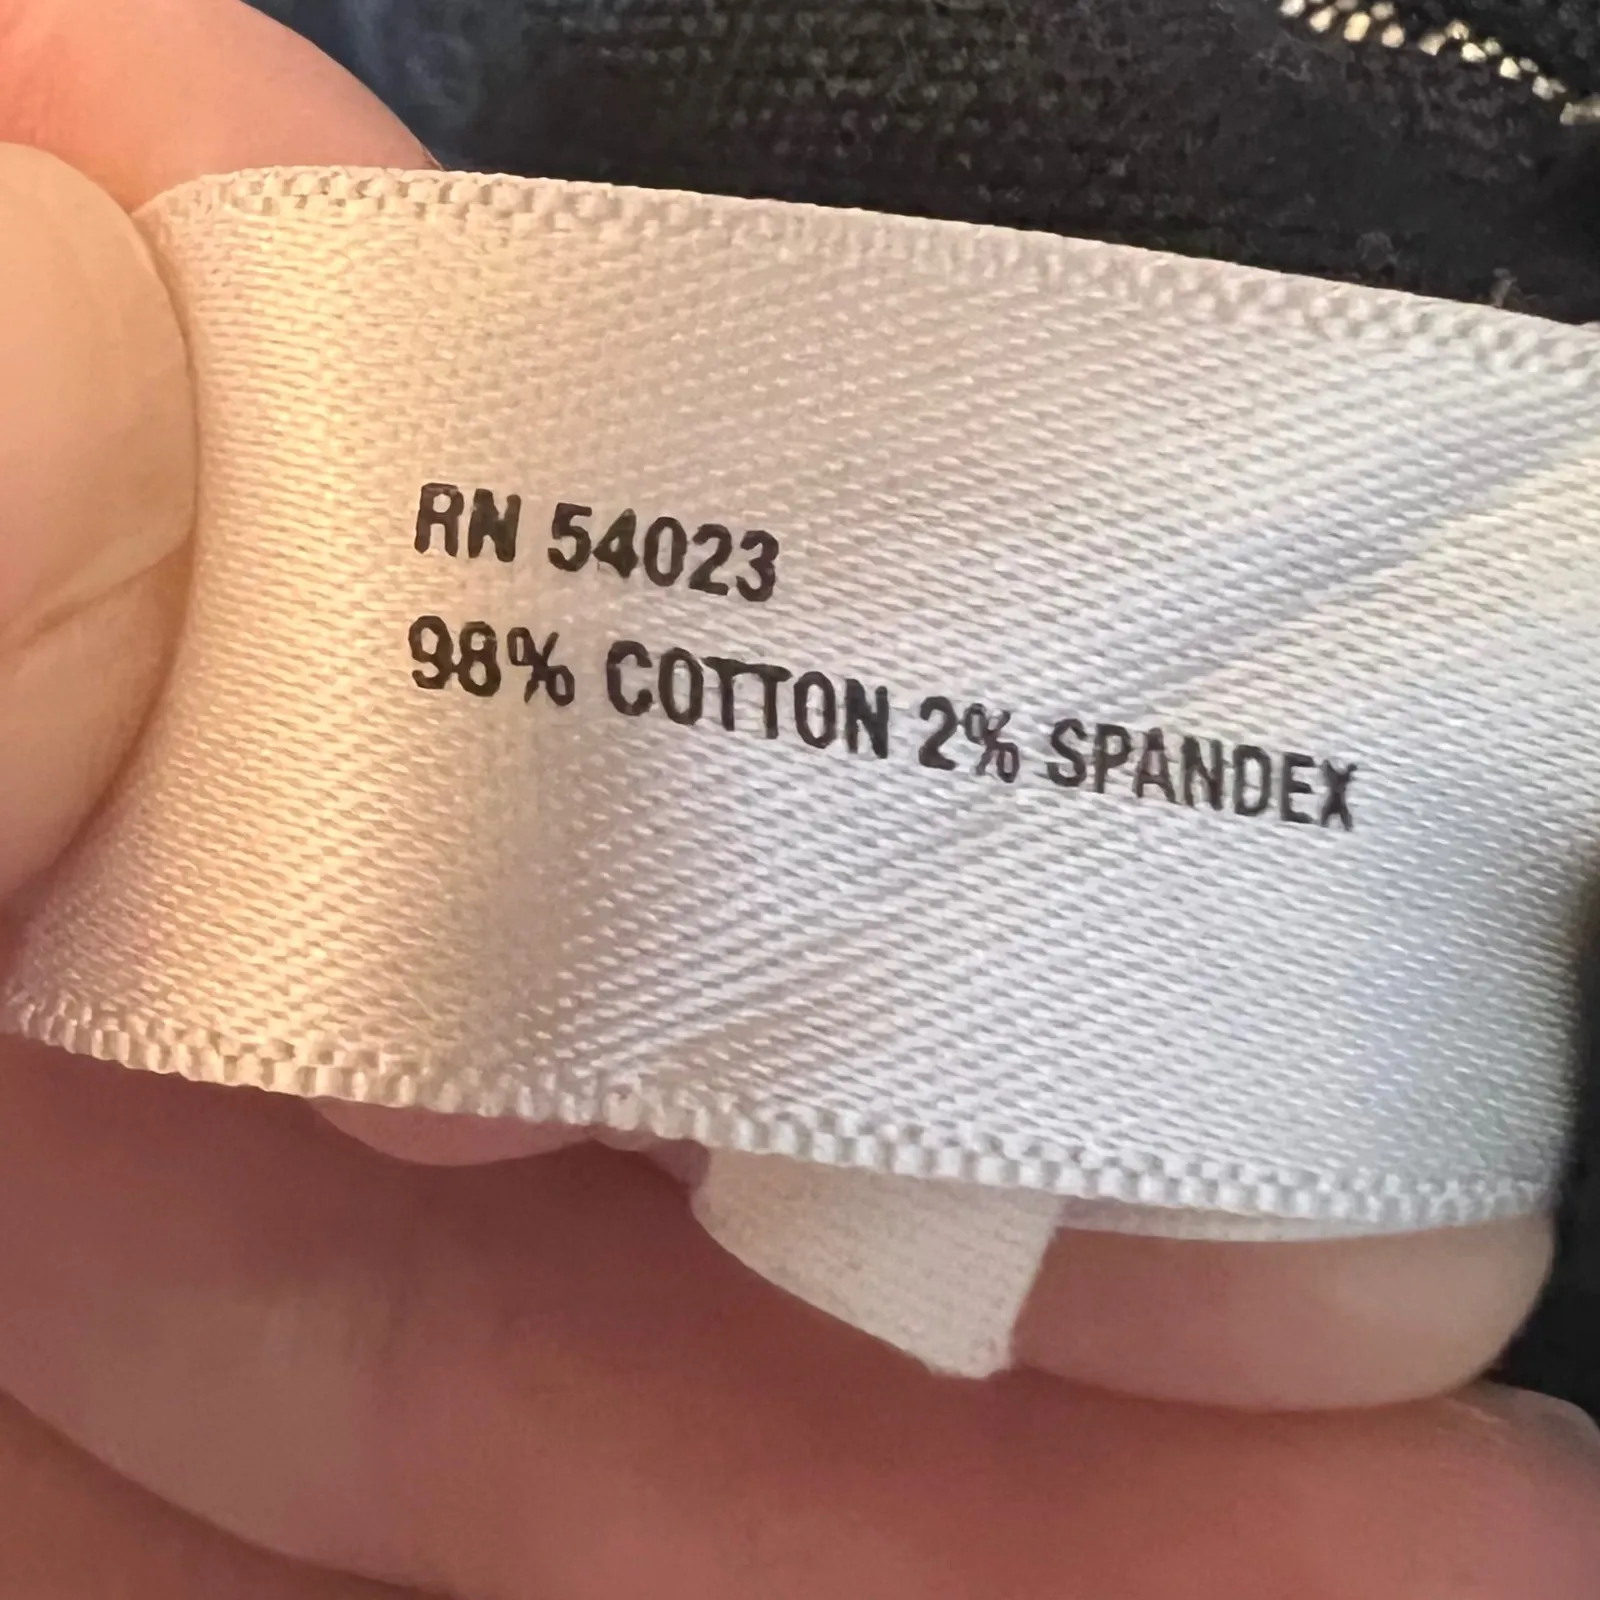 RN 54023
98% COTTON 2% SPANDEX